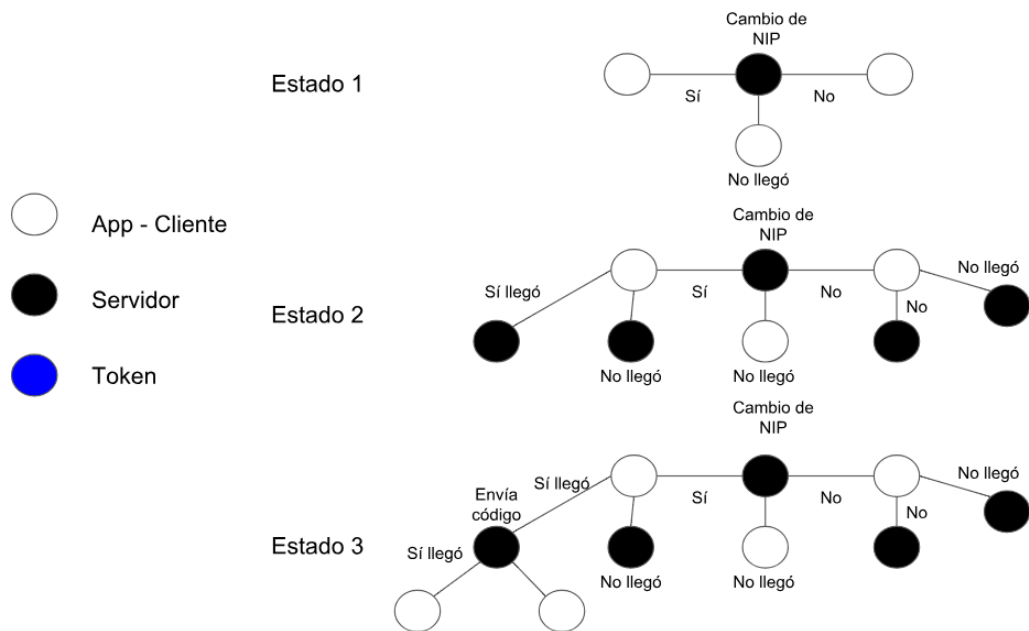 Cambio de
NIP
Estado 1
Sí
No
No llegó
App - Cliente
Servidor
Token
Cambio de
NIP
Estado 2
Sí llegó
Sí
No
No
No llegó
No llegó
No llegó
Cambio de
NIP
Estado 3
Envía
código
Sí llegó
Sí llegó
Sí
No
No
No llegó
No llegó
No llegó